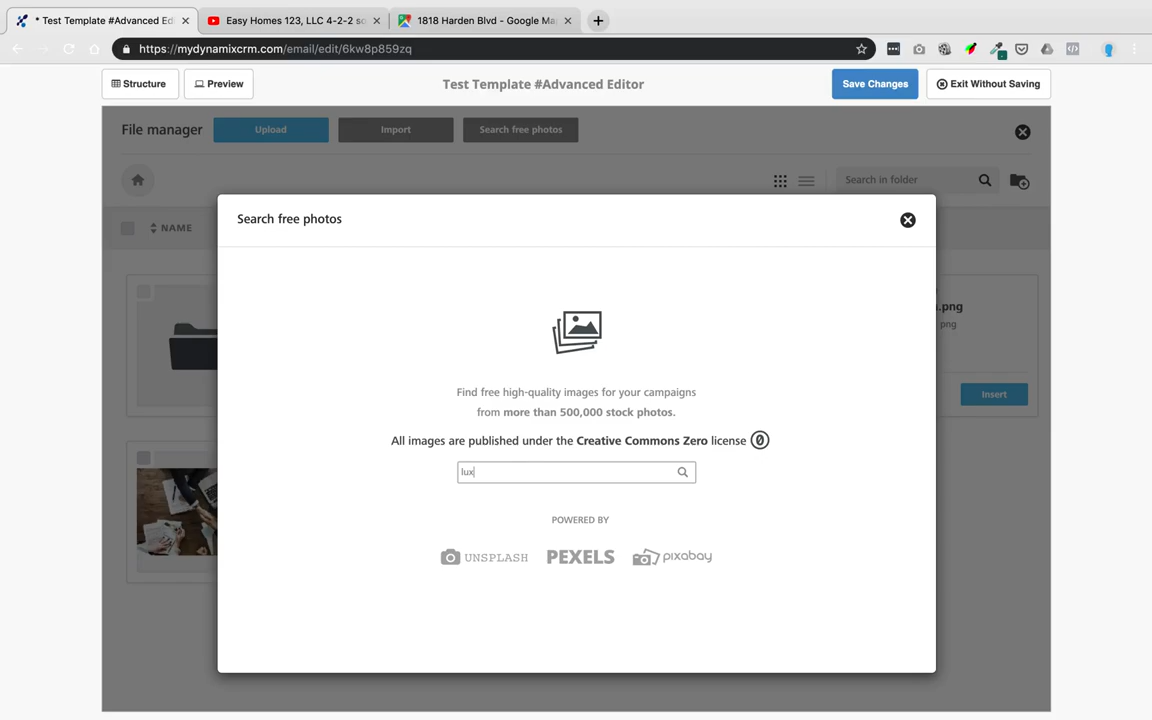 * Test Template #Advanced Edi
Easy Homes 123, LLC 4-2-2 so
1818 Harden Blvd - Google Ma
https://mydynamixcrm.com/email/edit/6kw8p859zq
Structure
Preview
Test Template #Advanced Editor
Save Changes
Exit Without Saving
File manager
Upload
Import
Search free photos
Search in folder
NAME
Search free photos
.png
png
Insert
Find free high-quality images for your campaigns
from more than 500,000 stock photos.
All images are published under the Creative Commons Zero license
lux
POWERED BY
UNSPLASH
PEXELS
pixabay